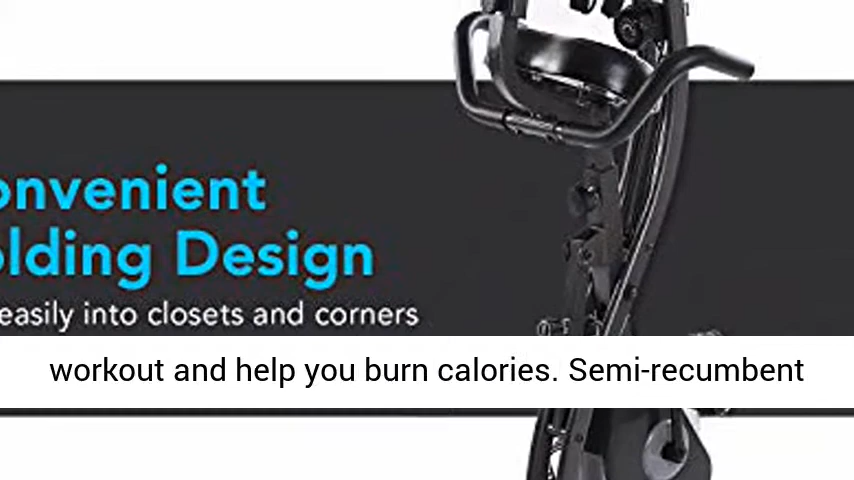 onvenient
olding Design
easily into closets and corners
workout and help you burn calories. Semi-recumbent